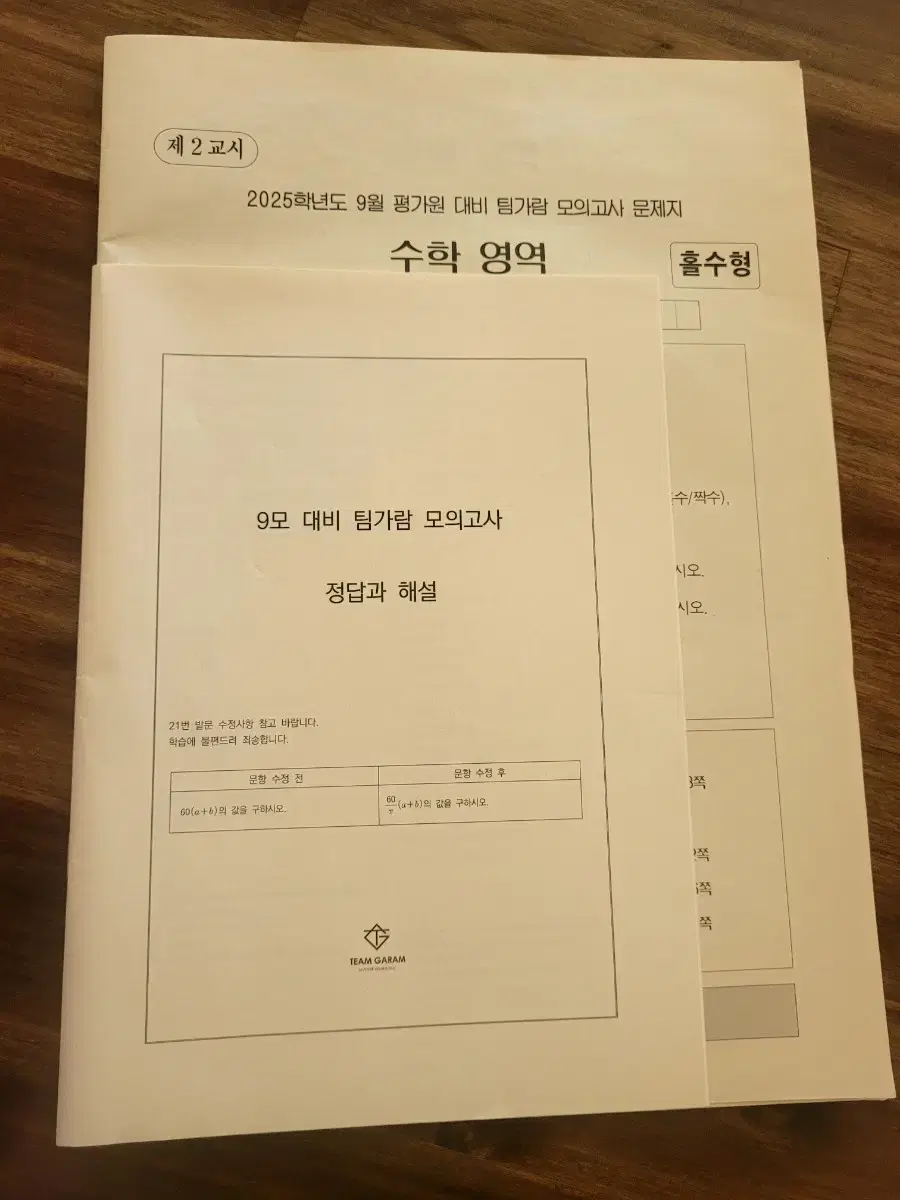 제 2 교시
2025학년도 9월 평가원 대비 팀가람 모의고사 문제지
수학 영역
홀수형
수/짝수),
시오.
시오.
쪽
쪽
쪽
쪽
9모 대비 팀가람 모의고사
정답과 해설
21번 발문 수정사항 참고 바랍니다.
학습에 불편드려 죄송합니다.
문항 수정 전
문항 수정 후
60(a+b)의 값을 구하시오.
60/π(a+b)의 값을 구하시오.
TEAM GARAM